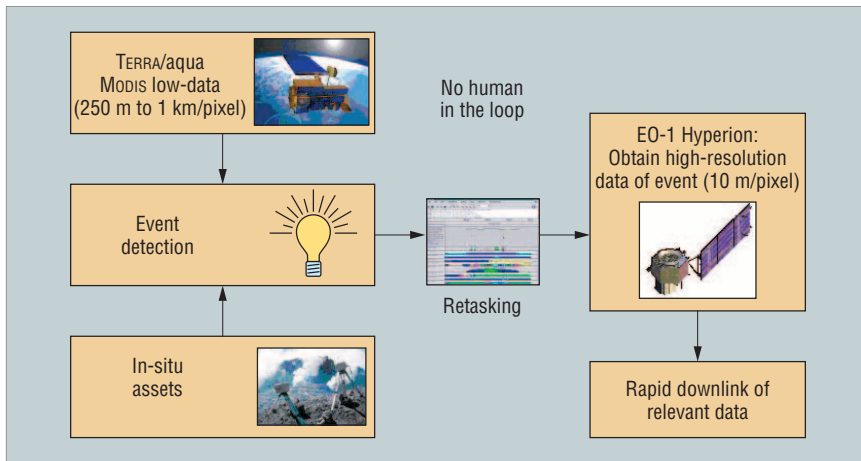 TERRA/aqua
MODIS low-data
(250 m to 1 km/pixel)
No human
in the loop
EO-1 Hyperion:
Obtain high-resolution
data of event (10 m/pixel)
Event
detection
Retasking
In-situ
assets
Rapid downlink of
relevant data